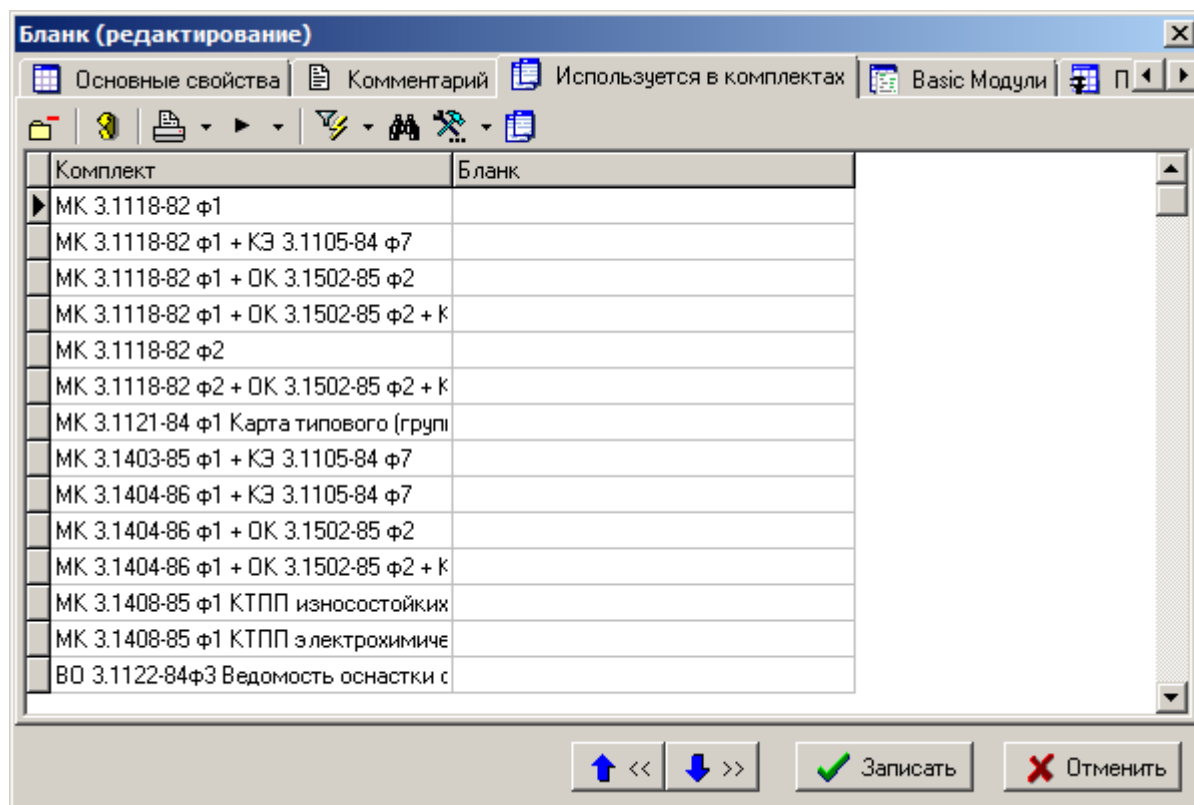 Бланк (редактирование)
Основные свойства Комментарий Используется в комплектах Basic Модули П
Комплект Бланк
МК 3.1118-82 ф1
МК 3.1118-82 ф1 + КЭ 3.1105-84 ф7
МК 3.1118-82 ф1 + ОК 3.1502-85 ф2
МК 3.1118-82 ф1 + ОК 3.1502-85 ф2 + К
МК 3.1118-82 ф2
МК 3.1118-82 ф2 + ОК 3.1502-85 ф2 + К
МК 3.1121-84 ф1 Карта типового (групп
МК 3.1403-85 ф1 + КЭ 3.1105-84 ф7
МК 3.1404-86 ф1 + КЭ 3.1105-84 ф7
МК 3.1404-86 ф1 + ОК 3.1502-85 ф2
МК 3.1404-86 ф1 + ОК 3.1502-85 ф2 + К
МК 3.1408-85 ф1 КТПП износостойких
МК 3.1408-85 ф1 КТПП электрохимиче
ВО 3.1122-84ф3 Ведомость оснастки с
<< >> Записать Отменить